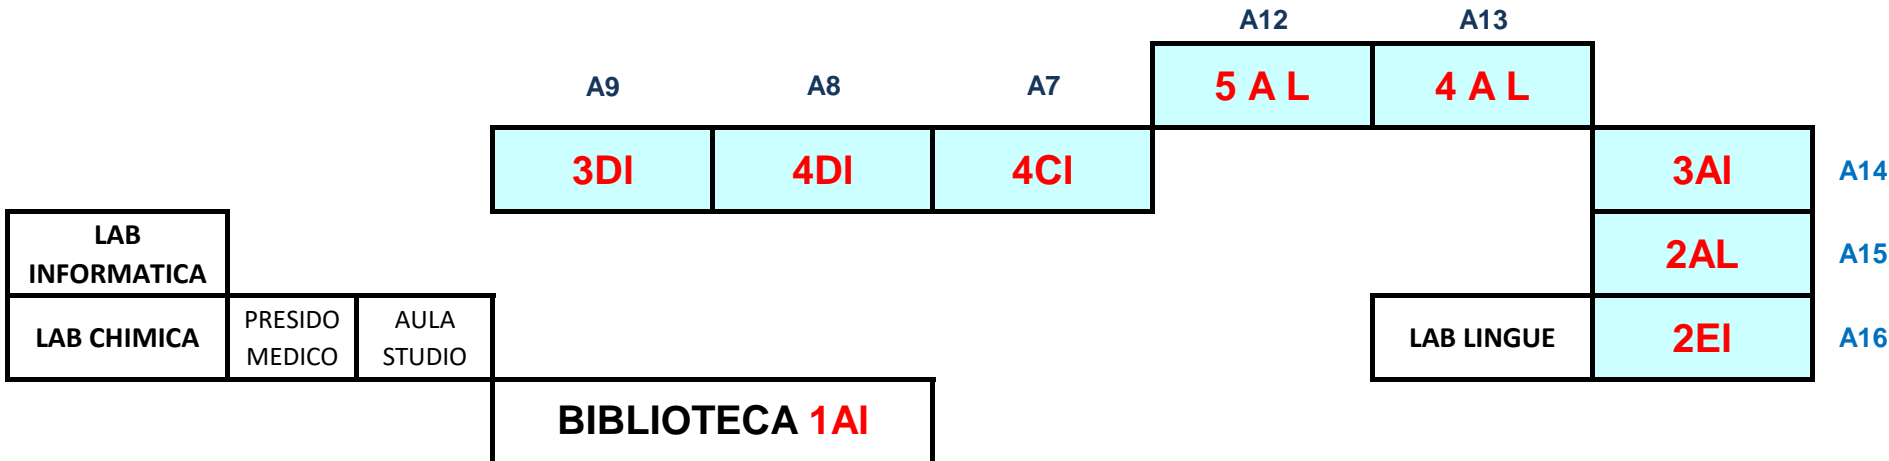 A12 A13
5 A L 4 A L
A9 A8 A7
3DI 4DI 4CI 3AI A14
LAB
INFORMATICA
2AL A15
LAB CHIMICA
PRESIDO
MEDICO
AULA
STUDIO
LAB LINGUE
2EI A16
BIBLIOTECA 1AI